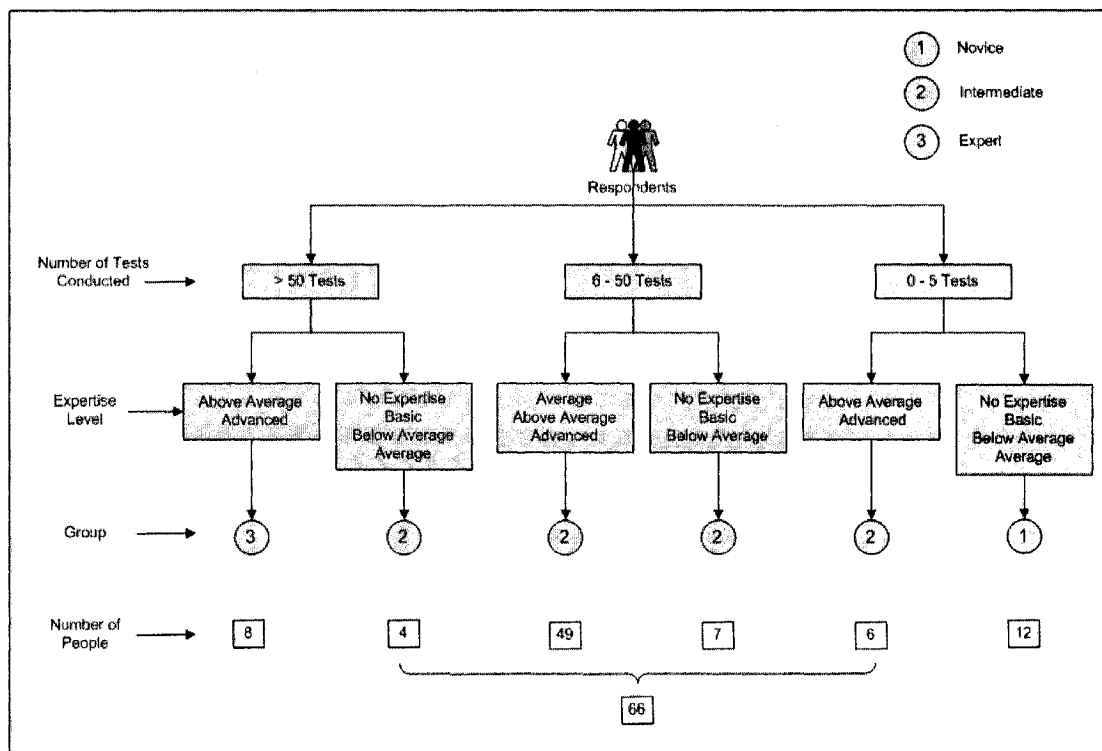 1 Novice
2 Intermediate
3 Expert
Respondents
Number of Tests
Conducted
> 50 Tests
6 - 50 Tests
0 - 5 Tests
Expertise
Level
Above Average
Advanced
No Expertise
Basic
Below Average
Average
Average
Above Average
Advanced
No Expertise
Basic
Below Average
Above Average
Advanced
No Expertise
Basic
Below Average
Average
Group
3
2
2
2
2
1
Number of
People
8
4
49
7
6
12
66